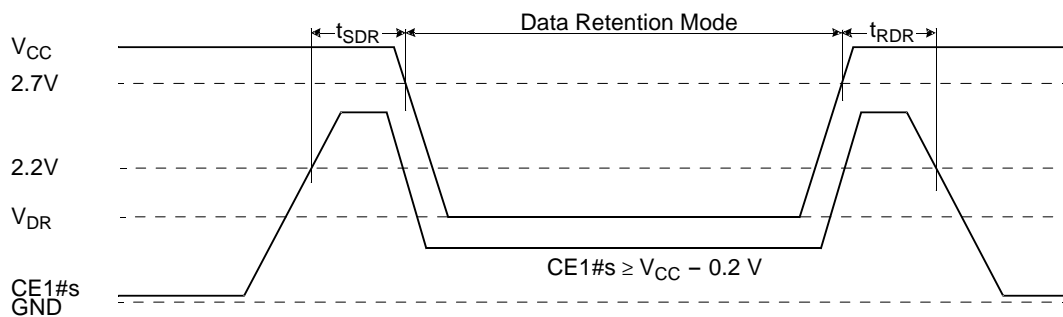 Data Retention Mode
tSDR
tRDR
VCC
2.7V
2.2V
VDR
CE1#s ≥ VCC − 0.2 V
CE1#s
GND